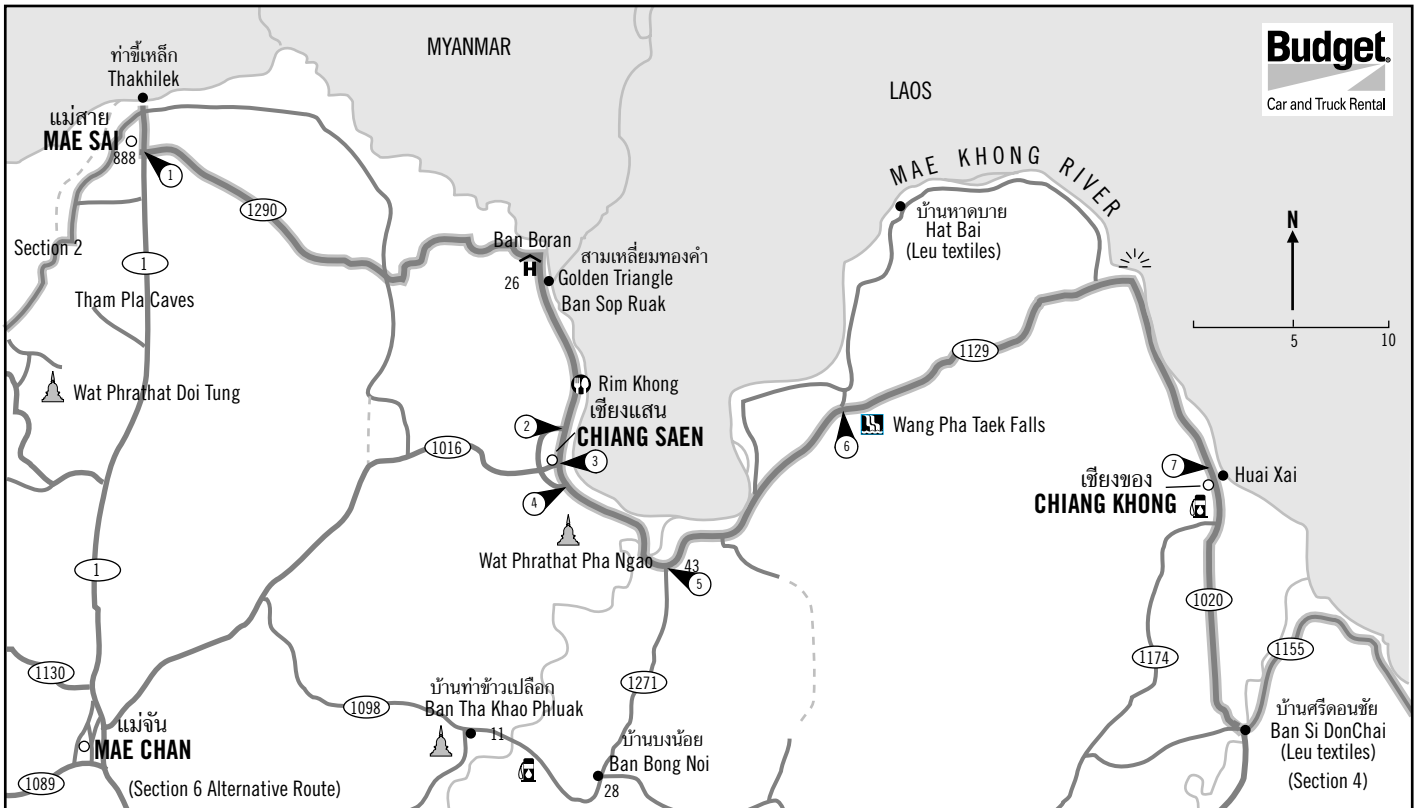 MYANMAR
LAOS
Budget®
Car and Truck Rental
ท่าขี้เหล็ก
Thakhilek
แม่สาย
MAE SAI
888
1
1290
Section 2
1
Tham Pla Caves
Wat Phrathat Doi Tung
Ban Boran
H
26
สามเหลี่ยมทองคำ
Golden Triangle
Ban Sop Ruak
Rim Khong
เชียงแสน
CHIANG SAEN
2
3
4
1016
Wat Phrathat Pha Ngao
43
5
MAE KHONG RIVER
บ้านหาดบาย
Hat Bai
(Leu textiles)
N
5
10
1129
6
Wang Pha Taek Falls
7
Huai Xai
เชียงของ
CHIANG KHONG
1
1020
1174
1155
1130
1098
บ้านท่าข้าวเปลือก
Ban Tha Khao Phluak
11
1271
บ้านบงน้อย
Ban Bong Noi
28
แม่จัน
MAE CHAN
1089
(Section 6 Alternative Route)
บ้านศรีดอนชัย
Ban Si DonChai
(Leu textiles)
(Section 4)